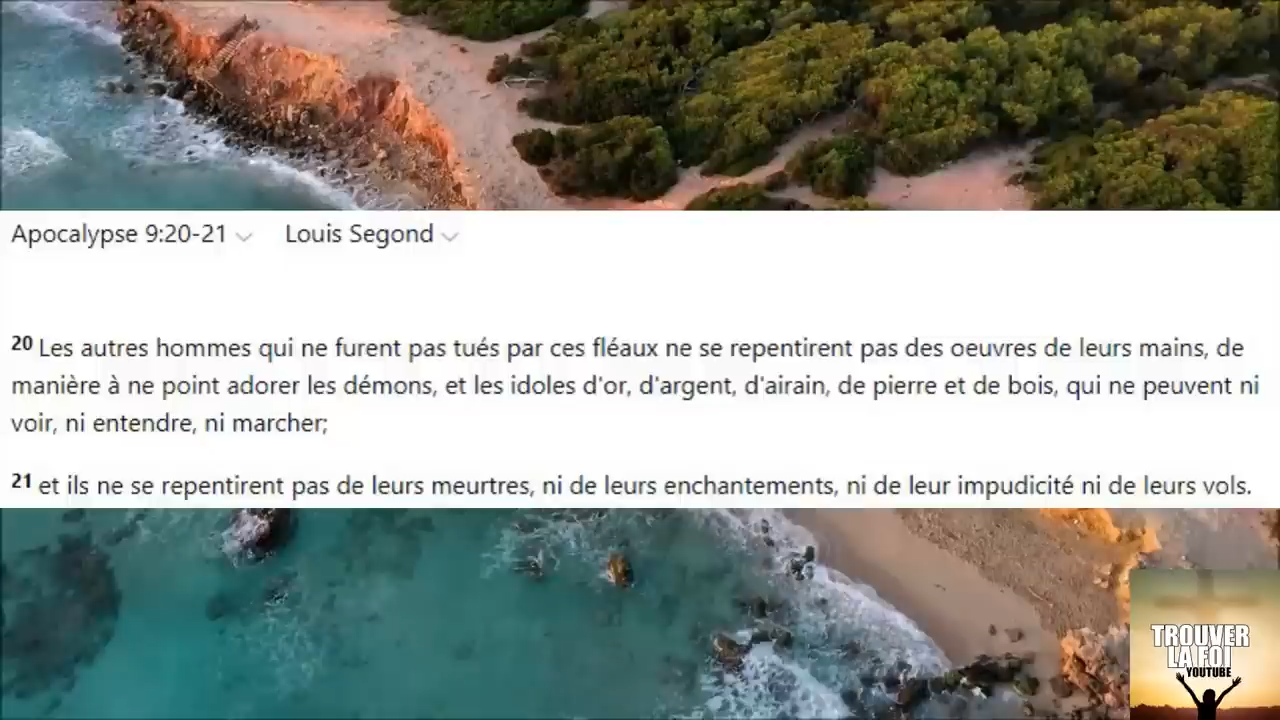 Apocalypse 9:20-21 Louis Segond
20 Les autres hommes qui ne furent pas tués par ces fléaux ne se repentirent pas des oeuvres de leurs mains, de
manière à ne point adorer les démons, et les idoles d'or, d'argent, d'airain, de pierre et de bois, qui ne peuvent ni
voir, ni entendre, ni marcher;
21 et ils ne se repentirent pas de leurs meurtres, ni de leurs enchantements, ni de leur impudicité ni de leurs vols.
TROUVER
LA FOI
YOUTUBE